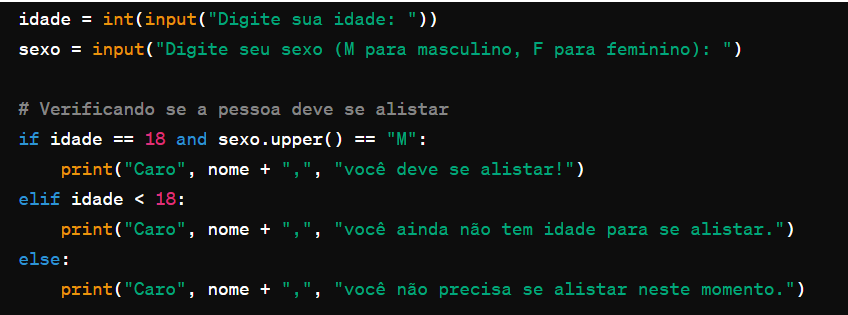 idade = int(input("Digite sua idade: "))
sexo = input("Digite seu sexo (M para masculino, F para feminino): ")

# Verificando se a pessoa deve se alistar
if idade == 18 and sexo.upper() == "M":
    print("Caro", nome + ",", "você deve se alistar!")
elif idade < 18:
    print("Caro", nome + ",", "você ainda não tem idade para se alistar.")
else:
    print("Caro", nome + ",", "você não precisa se alistar neste momento.")